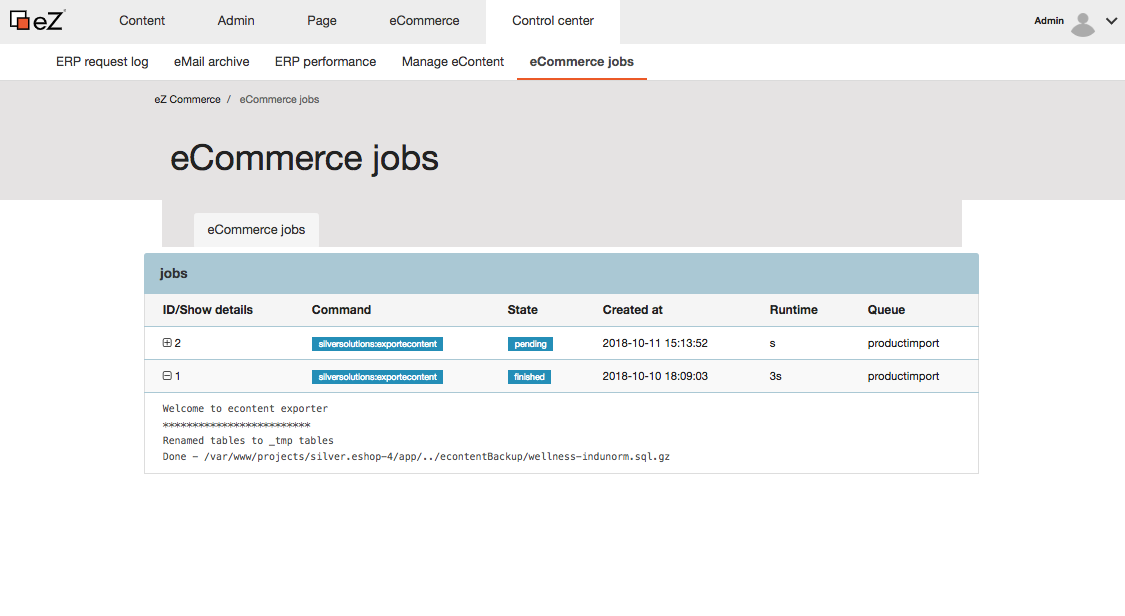 eZ
Content Admin Page eCommerce Control center Admin
ERP request log eMail archive ERP performance Manage eContent eCommerce jobs
eZ Commerce / eCommerce jobs
eCommerce jobs
eCommerce jobs
jobs
ID/Show details Command State Created at Runtime Queue
2 silversolutions:exportecontent pending 2018-10-11 15:13:52 s productimport
1 silversolutions:exportecontent finished 2018-10-10 18:09:03 3s productimport
Welcome to econtent exporter
*************************
Renamed tables to _tmp tables
Done - /var/www/projects/silver.eshop-4/app/../econtentBackup/wellness-indunorm.sql.gz